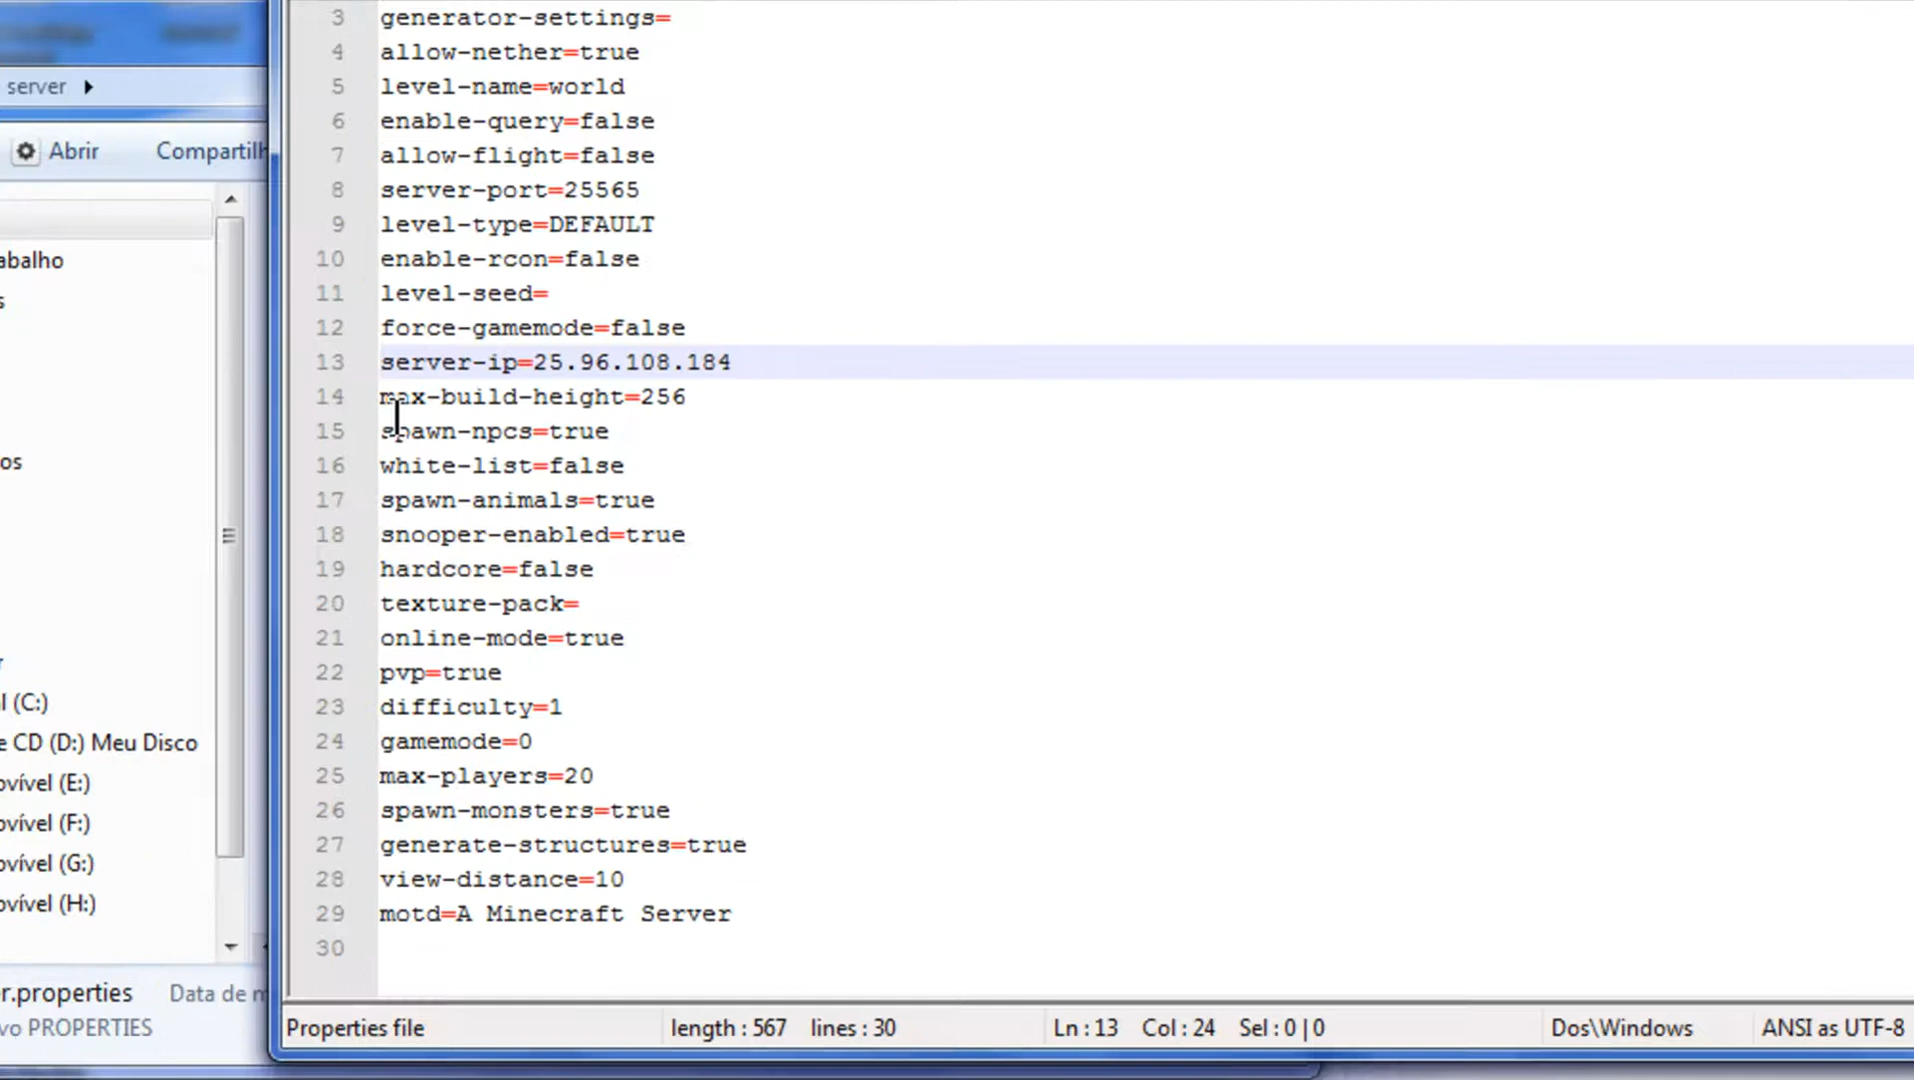 server
Abrir
Compartilh
abalho
s
os
r
l (C:)
e CD (D:) Meu Disco
ovível (E:)
ovível (F:)
ovível (G:)
ovível (H:)
r.properties
Data de m
vo PROPERTIES
3 generator-settings=
4 allow-nether=true
5 level-name=world
6 enable-query=false
7 allow-flight=false
8 server-port=25565
9 level-type=DEFAULT
10 enable-rcon=false
11 level-seed=
12 force-gamemode=false
13 server-ip=25.96.108.184
14 max-build-height=256
15 spawn-npcs=true
16 white-list=false
17 spawn-animals=true
18 snooper-enabled=true
19 hardcore=false
20 texture-pack=
21 online-mode=true
22 pvp=true
23 difficulty=1
24 gamemode=0
25 max-players=20
26 spawn-monsters=true
27 generate-structures=true
28 view-distance=10
29 motd=A Minecraft Server
30
Properties file length : 567 lines : 30 Ln : 13 Col : 24 Sel : 0 | 0 Dos\Windows ANSI as UTF-8